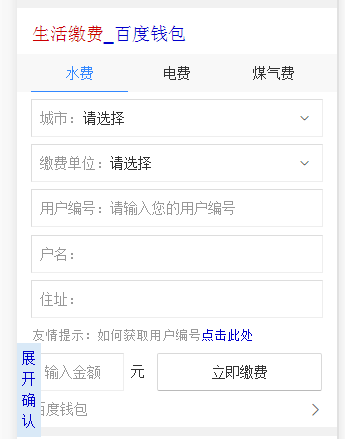 生活缴费_百度钱包
水费 电费 煤气费
城市：请选择
缴费单位：请选择
用户编号：请输入您的用户编号
户名：
住址：
友情提示：如何获取用户编号点击此处
输入金额 元 立即缴费
百度钱包
展开确认